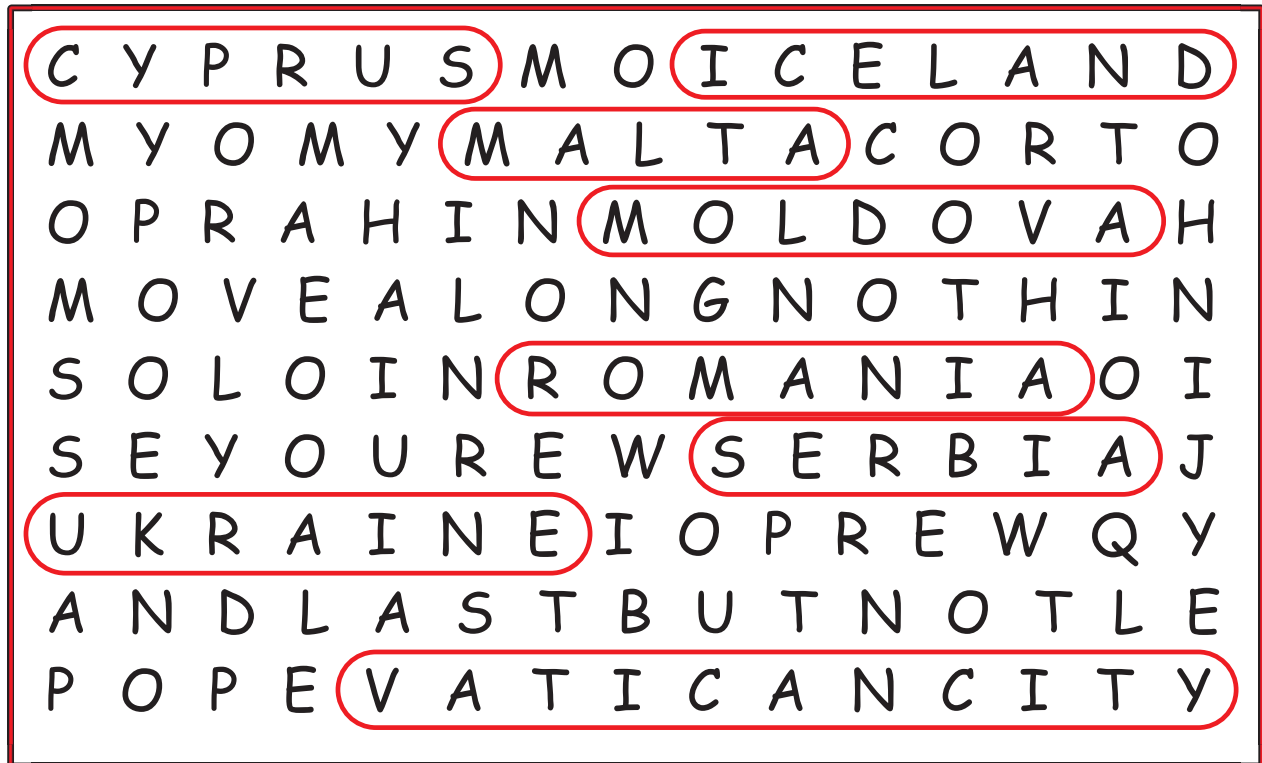 C Y P R U S M O I C E L A N D
M Y O M Y M A L T A C O R T O
O P R A H I N M O L D O V A H
M O V E A L O N G N O T H I N
S O L O I N R O M A N I A O I
S E Y O U R E W S E R B I A J
U K R A I N E I O P R E W Q Y
A N D L A S T B U T N O T L E
P O P E V A T I C A N C I T Y